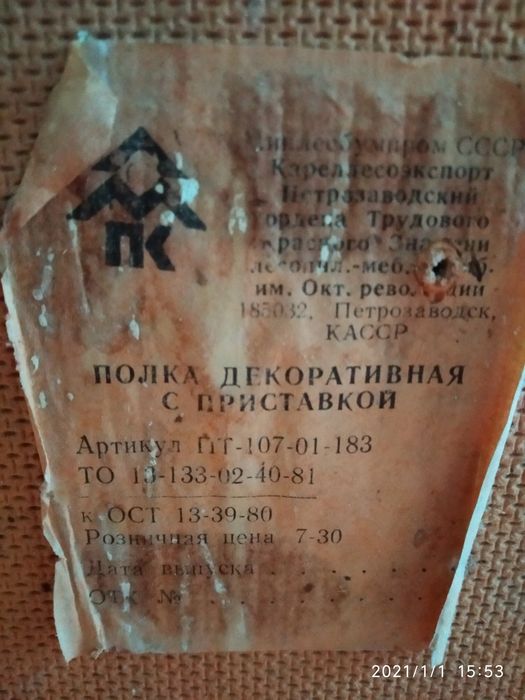 ПК
Минлесбумпром СССР
Кареллесоэкспорт
Петрозаводский
ордена Трудового
Красного Знамени
лесопил.-меб.
им. Окт. революции
185032, Петрозаводск,
КАССР
ПОЛКА ДЕКОРАТИВНАЯ
С ПРИСТАВКОЙ
Артикул ПТ-107-01-183
ТО 13-133-02-40-81
к ОСТ 13-39-80
Розничная цена 7-30
Дата выпуска . . . . . . .
ОТК № . . . . . . . . .
2021/1/1 15:53